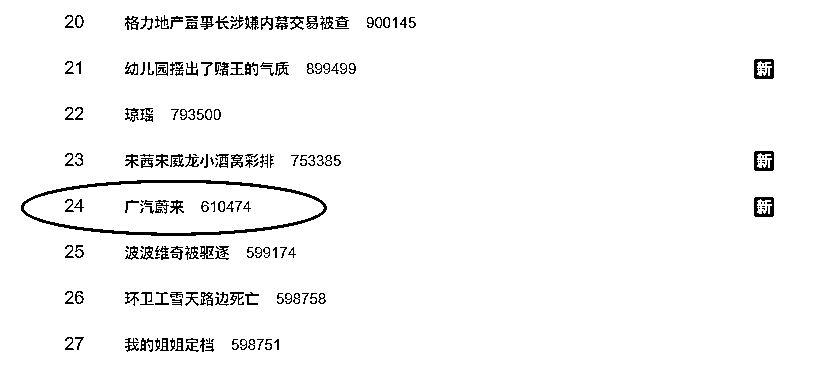 20 格力地产董事长涉嫌内幕交易被查 900145
21 幼儿园摇出了赌王的气质 899499 新
22 琼瑶 793500
23 宋茜宋威龙小酒窝彩排 753385 新
24 广汽蔚来 610474 新
25 波波维奇被驱逐 599174
26 环卫工雪天路边死亡 598758
27 我的姐姐定档 598751